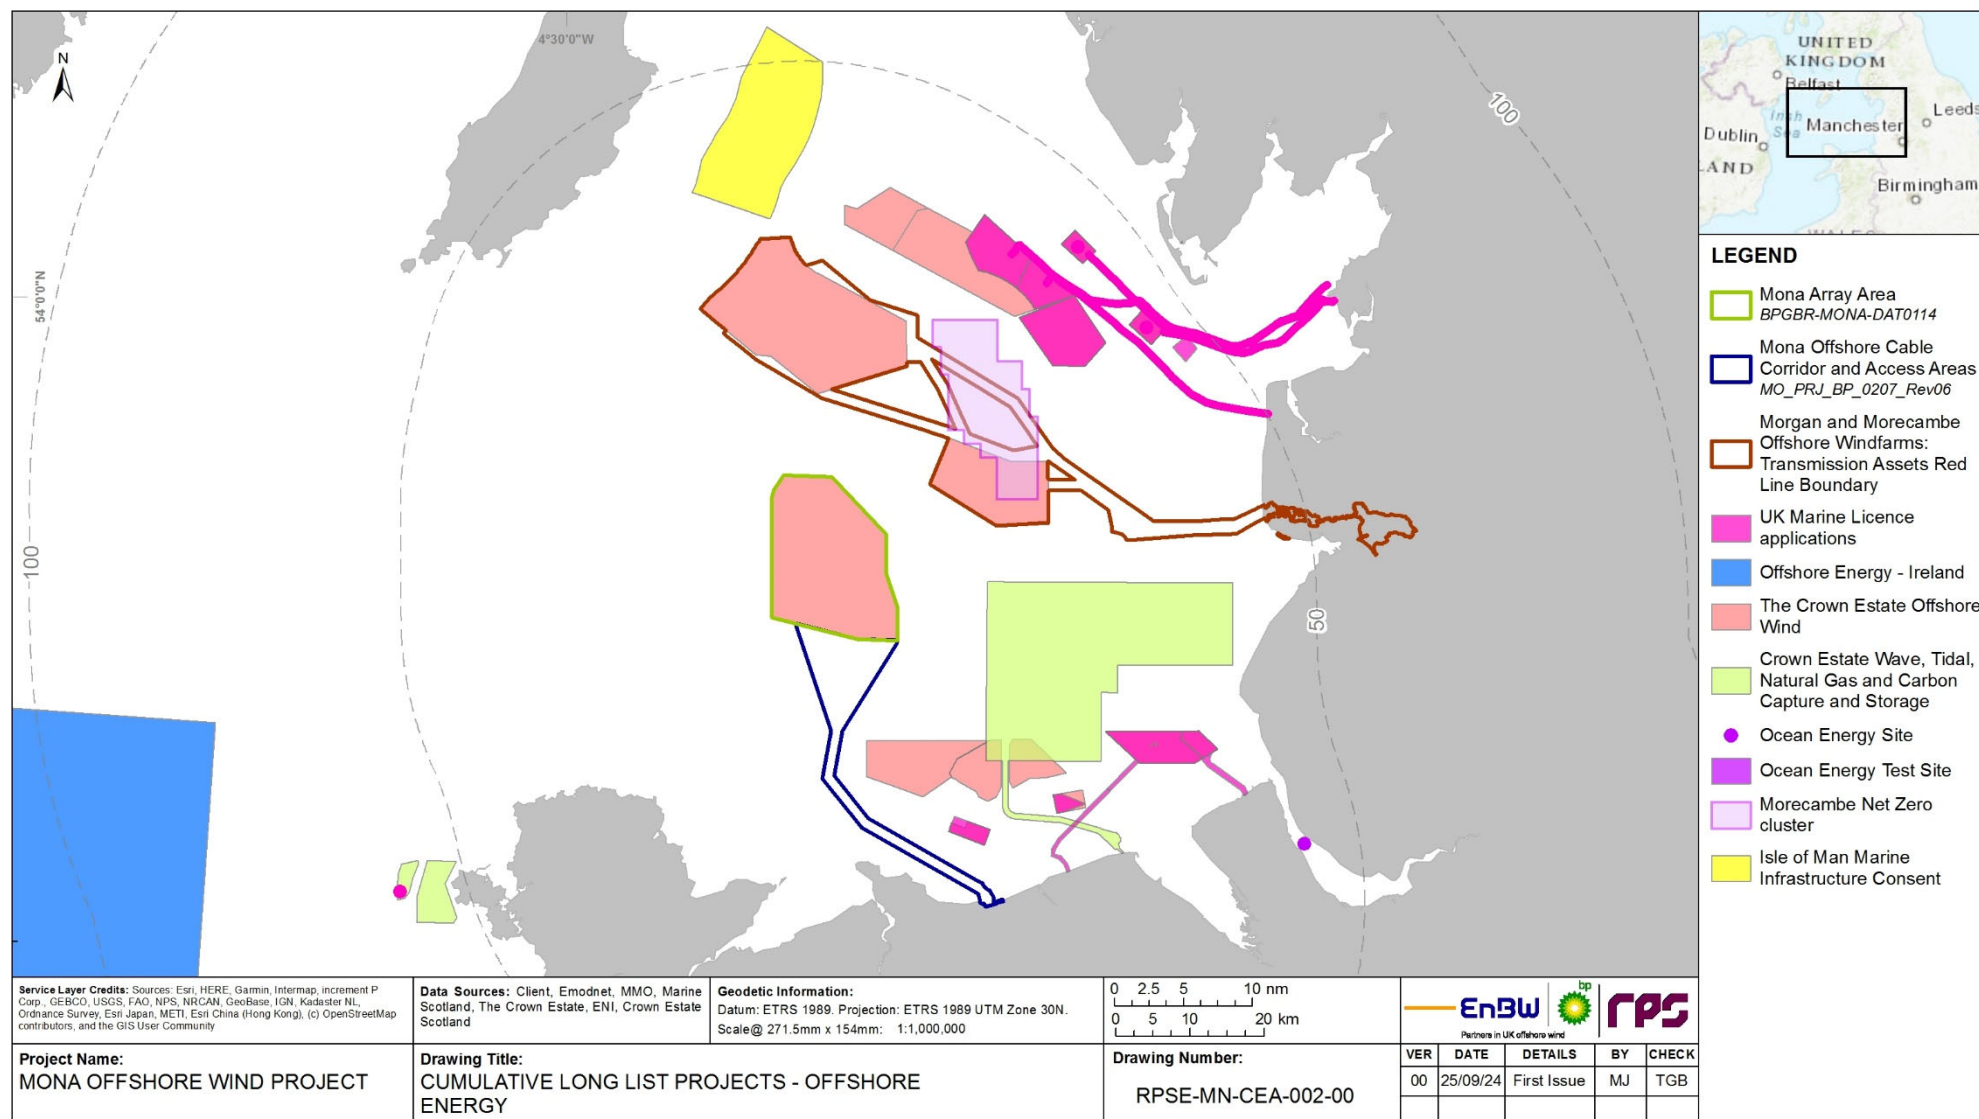 N
4°30'0"W
54°0'0"N
100
100
50
UNITED
KINGDOM
Belfast
Leeds
Irish
Sea
Manchester
Dublin
LAND
Birmingham
WALES
LEGEND
Mona Array Area
BPGBR-MONA-DAT0114
Mona Offshore Cable
Corridor and Access Areas
MO_PRJ_BP_0207_Rev06
Morgan and Morecambe
Offshore Windfarms:
Transmission Assets Red
Line Boundary
UK Marine Licence
applications
Offshore Energy - Ireland
The Crown Estate Offshore
Wind
Crown Estate Wave, Tidal,
Natural Gas and Carbon
Capture and Storage
Ocean Energy Site
Ocean Energy Test Site
Morecambe Net Zero
cluster
Isle of Man Marine
Infrastructure Consent
Service Layer Credits: Sources: Esri, HERE, Garmin, Intermap, increment P
Corp., GEBCO, USGS, FAO, NPS, NRCAN, GeoBase, IGN, Kadaster NL,
Ordnance Survey, Esri Japan, METI, Esri China (Hong Kong), (c) OpenStreetMap
contributors, and the GIS User Community
Data Sources: Client, Emodnet, MMO, Marine
Scotland, The Crown Estate, ENI, Crown Estate
Scotland
Geodetic Information:
Datum: ETRS 1989. Projection: ETRS 1989 UTM Zone 30N.
Scale@ 271.5mm x 154mm: 1:1,000,000
0 2.5 5 10 nm
0 5 10 20 km
EnBW
bp
rps
Partners in UK offshore wind
Project Name:
MONA OFFSHORE WIND PROJECT
Drawing Title:
CUMULATIVE LONG LIST PROJECTS - OFFSHORE
ENERGY
Drawing Number:
RPSE-MN-CEA-002-00
VER DATE DETAILS BY CHECK
00 25/09/24 First Issue MJ TGB